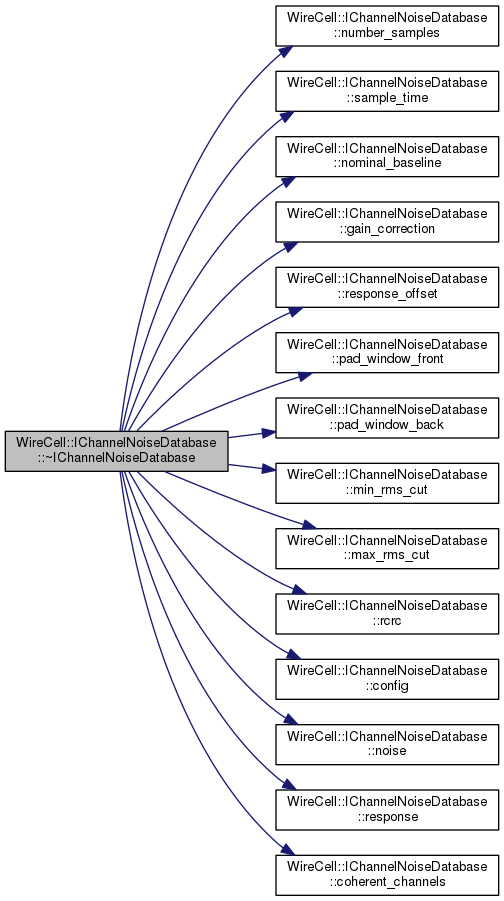 WireCell::IChannelNoiseDatabase
::number_samples
WireCell::IChannelNoiseDatabase
::sample_time
WireCell::IChannelNoiseDatabase
::nominal_baseline
WireCell::IChannelNoiseDatabase
::gain_correction
WireCell::IChannelNoiseDatabase
::response_offset
WireCell::IChannelNoiseDatabase
::pad_window_front
WireCell::IChannelNoiseDatabase
::pad_window_back
WireCell::IChannelNoiseDatabase
::~IChannelNoiseDatabase
WireCell::IChannelNoiseDatabase
::min_rms_cut
WireCell::IChannelNoiseDatabase
::max_rms_cut
WireCell::IChannelNoiseDatabase
::rcrc
WireCell::IChannelNoiseDatabase
::config
WireCell::IChannelNoiseDatabase
::noise
WireCell::IChannelNoiseDatabase
::response
WireCell::IChannelNoiseDatabase
::coherent_channels